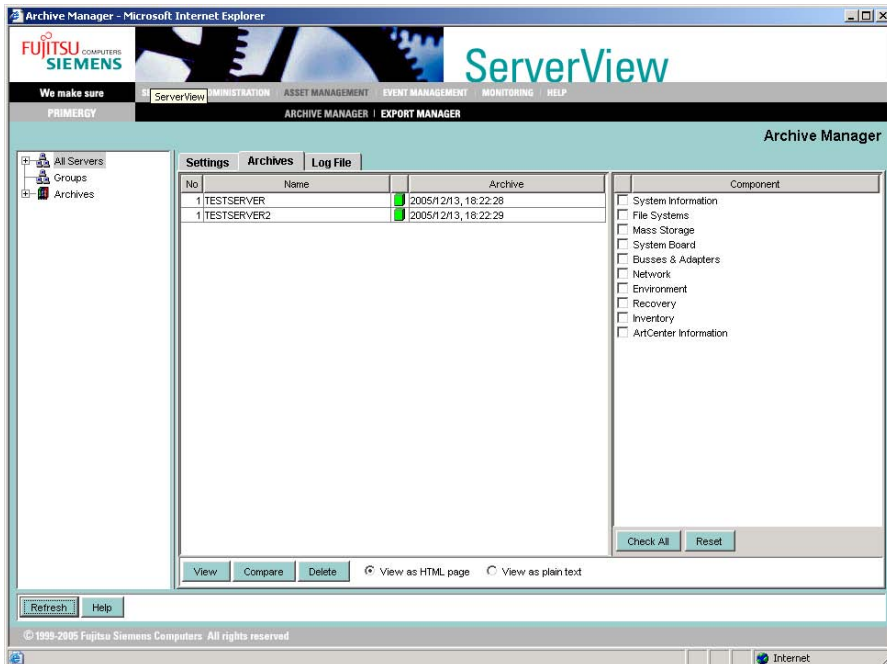 Archive Manager - Microsoft Internet Explorer
FUJITSU COMPUTERS
SIEMENS
ServerView
We make sure
ADMINISTRATION | ASSET MANAGEMENT | EVENT MANAGEMENT | MONITORING | HELP
ServerView
PRIMERGY
ARCHIVE MANAGER | EXPORT MANAGER
Archive Manager
All Servers
Groups
Archives
Settings
Archives
Log File
No Name Archive
1 TESTSERVER 2005/12/13, 18:22:28
1 TESTSERVER2 2005/12/13, 18:22:29
Component
System Information
File Systems
Mass Storage
System Board
Busses & Adapters
Network
Environment
Recovery
Inventory
ArtCenter Information
Check All
Reset
View
Compare
Delete
View as HTML page
View as plain text
Refresh
Help
© 1999-2005 Fujitsu Siemens Computers All rights reserved
Internet